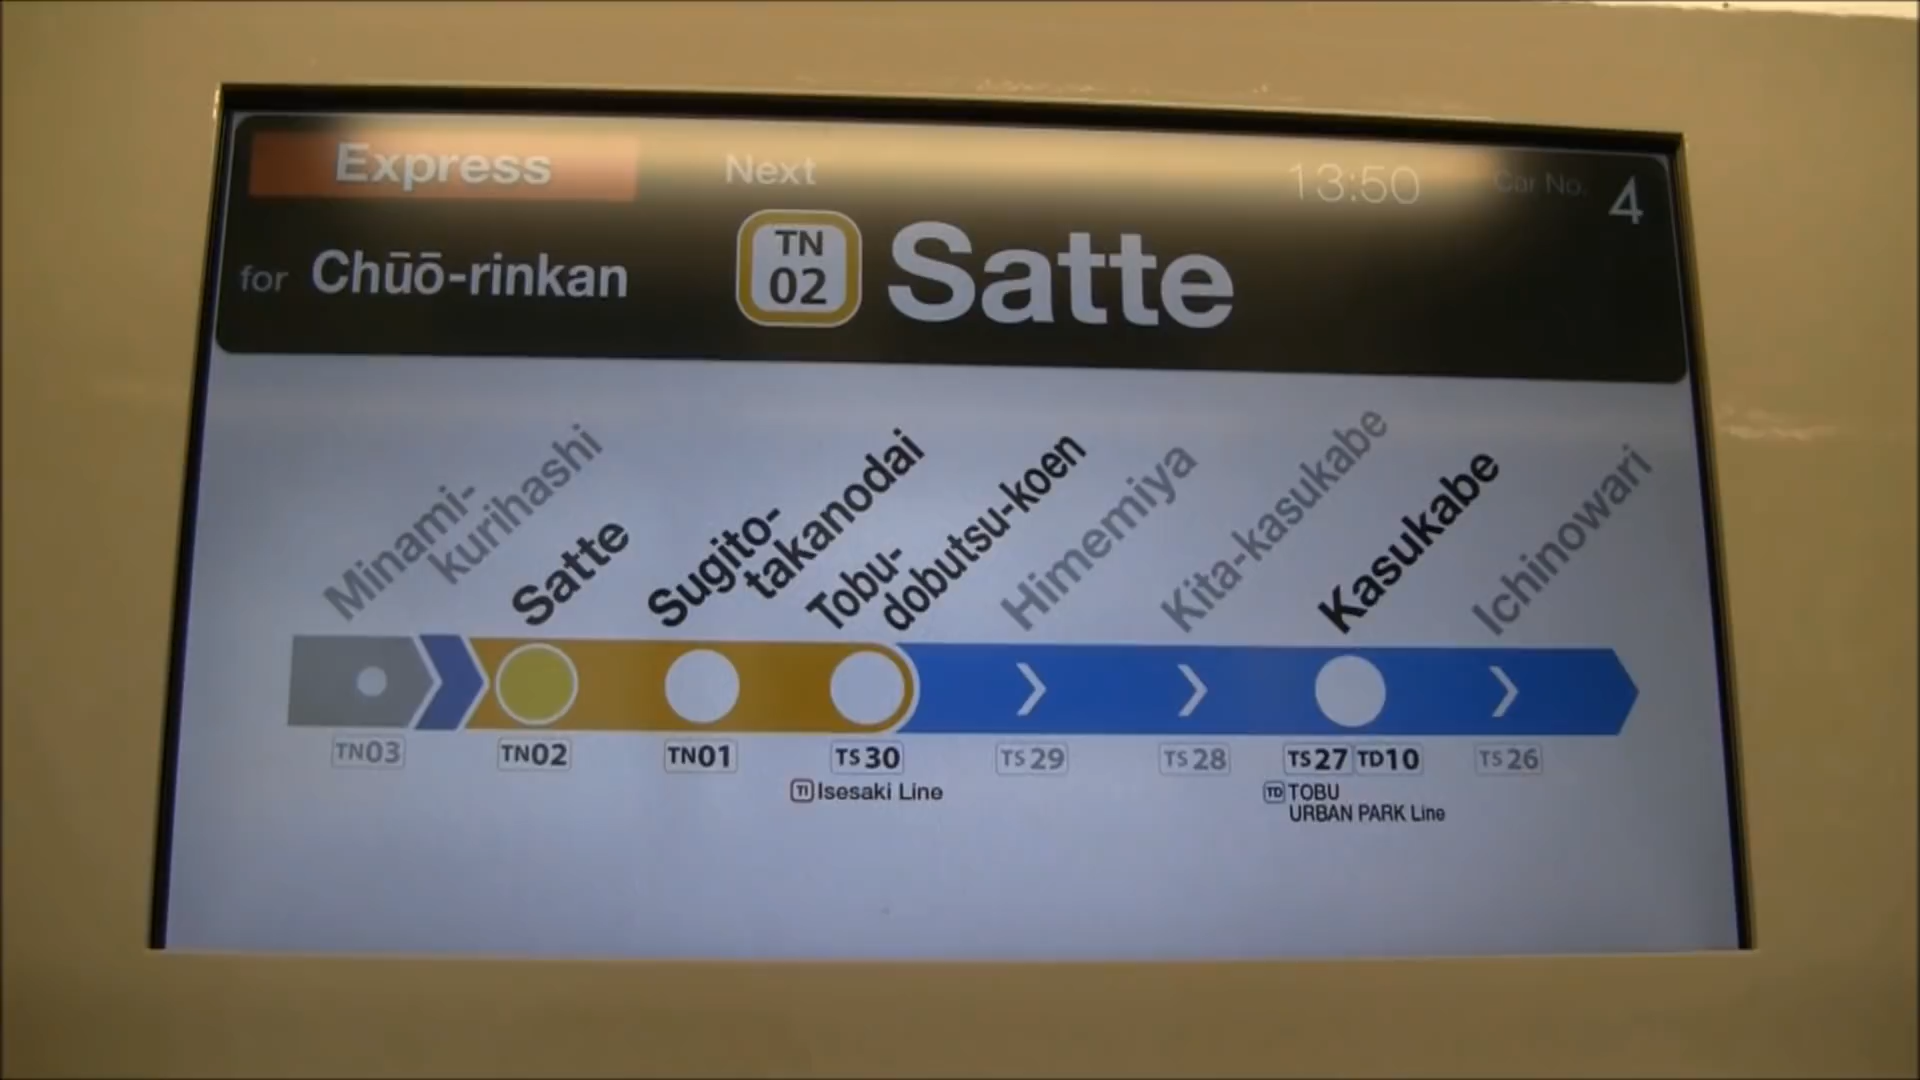 Express
Next
13:50
Car No. 4
for Chūō-rinkan
TN 02
Satte
Minami-kurihashi
Satte
Sugito-takanodai
Tobu-dobutsu-koen
Himemiya
Kita-kasukabe
Kasukabe
Ichinowari
TN03
TN02
TN01
TS30
TS29
TS28
TS27 TD10
TS26
TI Isesaki Line
TD TOBU
URBAN PARK Line